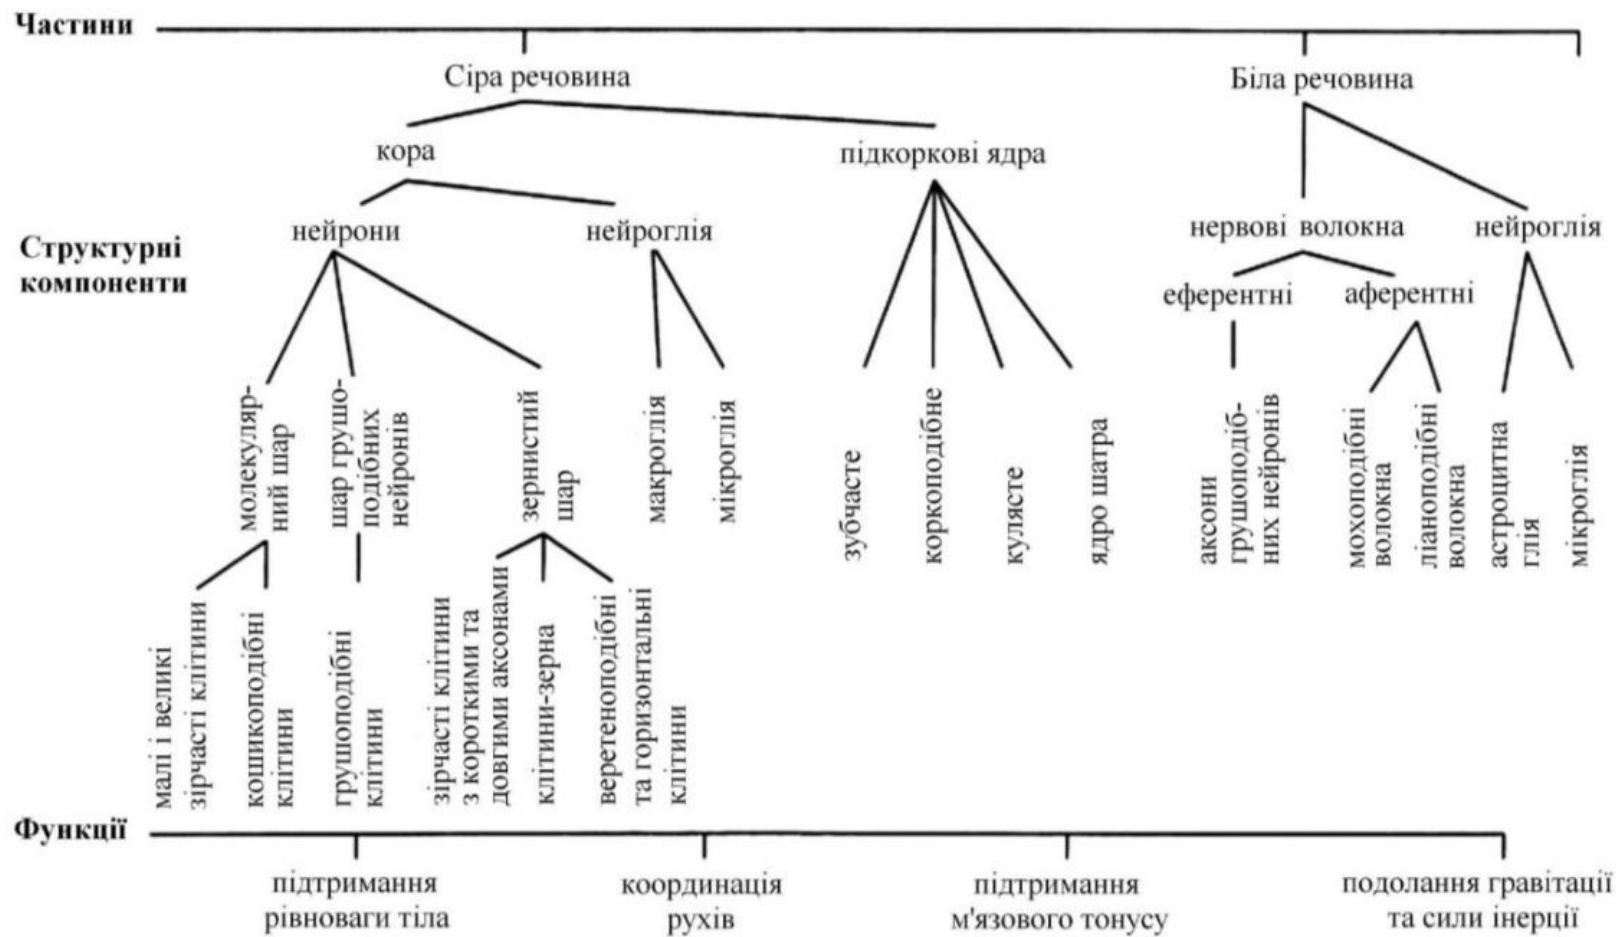 Частини
Сіра речовина
Біла речовина
кора
підкоркові ядра
нейрони
нейроглія
нервові волокна
нейроглія
Структурні
компоненти
еферентні
аферентні
молекуляр-
ний шар
шар грушо-
подібних
нейронів
зернистий
шар
макроглія
мікроглія
зубчасте
коркоподібне
кулясте
ядро шатра
аксони
грушоподіб-
них нейронів
мохоподібні
волокна
ліаноподібні
волокна
астроцитна
глія
мікроглія
малі і великі
зірчасті клітини
кошикоподібні
клітини
грушоподібні
клітини
зірчасті клітини
з короткими та
довгими аксонами
клітини-зерна
веретеноподібні
та горизонтальні
клітини
Функції
підтримання
рівноваги тіла
координація
рухів
підтримання
м'язового тонусу
подолання гравітації
та сили інерції